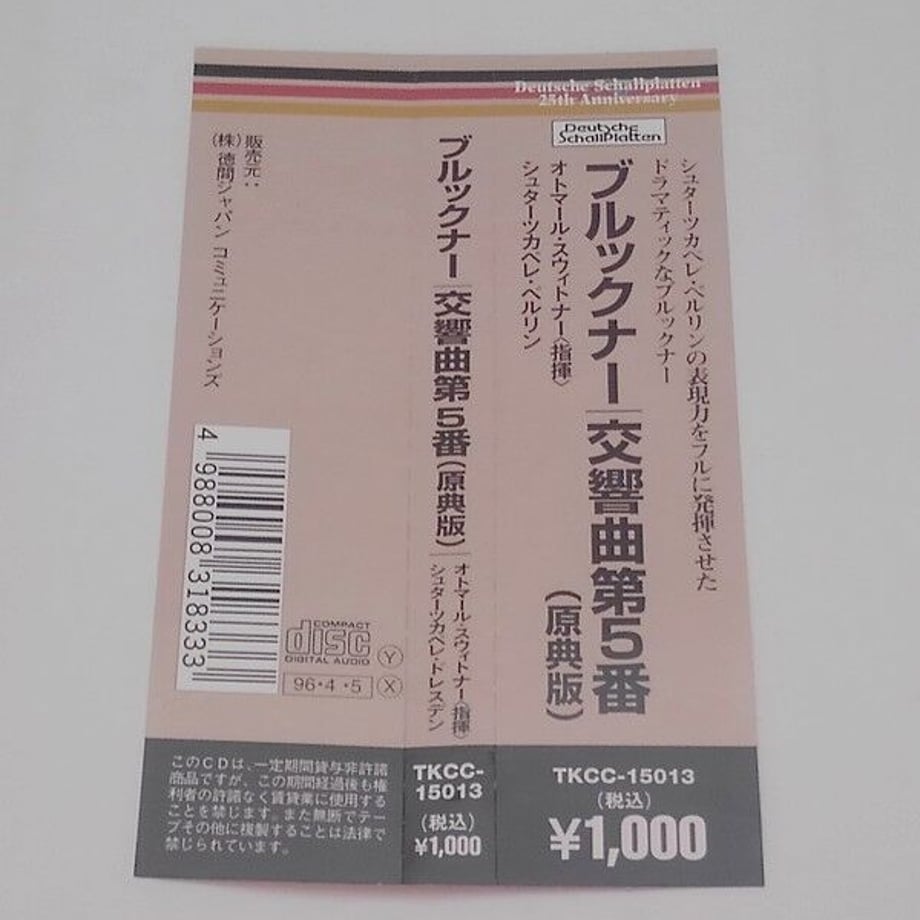 Deutsche Schallplatten
25th Anniversary
Deutsche
Schallplatten
シュターツカペレ・ベルリンの表現力をフルに発揮させた
ドラマティックなブルックナー
ブルックナー|交響曲第5番
(原典版)
オトマール・スウィトナー〈指揮〉
シュターツカペレ・ベルリン
TKCC-15013
(税込)
¥1,000
ブルックナー|交響曲第5番(原典版)
オトマール・スウィトナー〈指揮〉
シュターツカペレ・ドレスデン
TKCC-
15013
(税込)
¥1,000
販売元:
(株)徳間ジャパン コミュニケーションズ
4 988008 318333
COMPACT
disc
DIGITAL AUDIO
Y
96・4・5
X
このCDは、一定期間貸与非許諾
商品ですが、この期間経過後も権
利者の許諾なく賃貸業に使用する
ことを禁じます。また無断でテー
プその他に複製することは法律で
禁じられています。